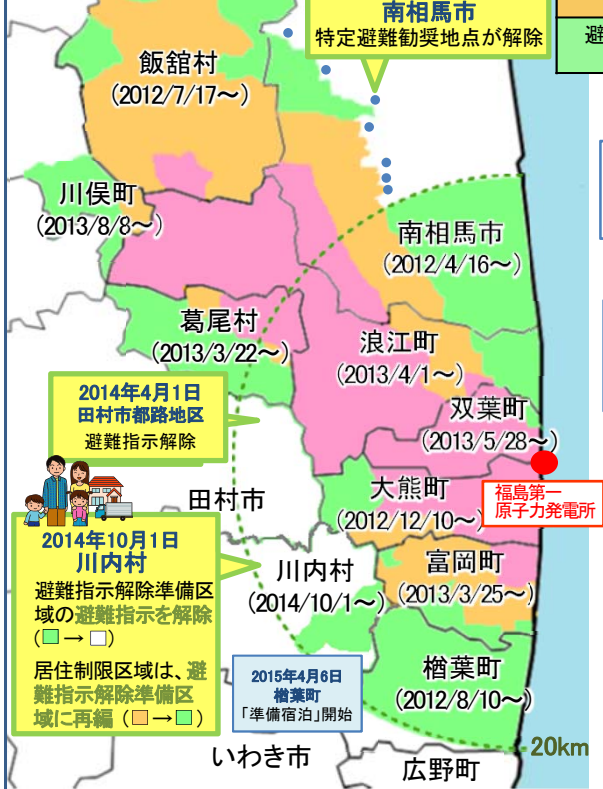 南相馬市
特定避難勧奨地点が解除
避
飯舘村
(2012/7/17～)
川俣町
(2013/8/8～)
南相馬市
(2012/4/16～)
葛尾村
(2013/3/22～)
浪江町
(2013/4/1～)
2014年4月1日
田村市都路地区
避難指示解除
双葉町
(2013/5/28～)
田村市
大熊町
(2012/12/10～)
福島第一
原子力発電所
2014年10月1日
川内村
避難指示解除準備区
域の避難指示を解除
(□→□)
居住制限区域は、避
難指示解除準備区
域に再編(□→□)
川内村
(2014/10/1～)
富岡町
(2013/3/25～)
2015年4月6日
楢葉町
「準備宿泊」開始
楢葉町
(2012/8/10～)
20km
いわき市
広野町